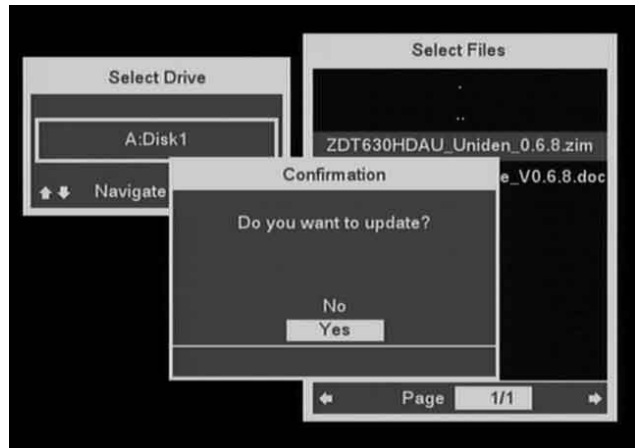 Select Drive
A:Disk1
Navigate
Select Files
.
..
ZDT630HDAU_Uniden_0.6.8.zim
e_V0.6.8.doc
Confirmation
Do you want to update?
No
Yes
Page 1/1